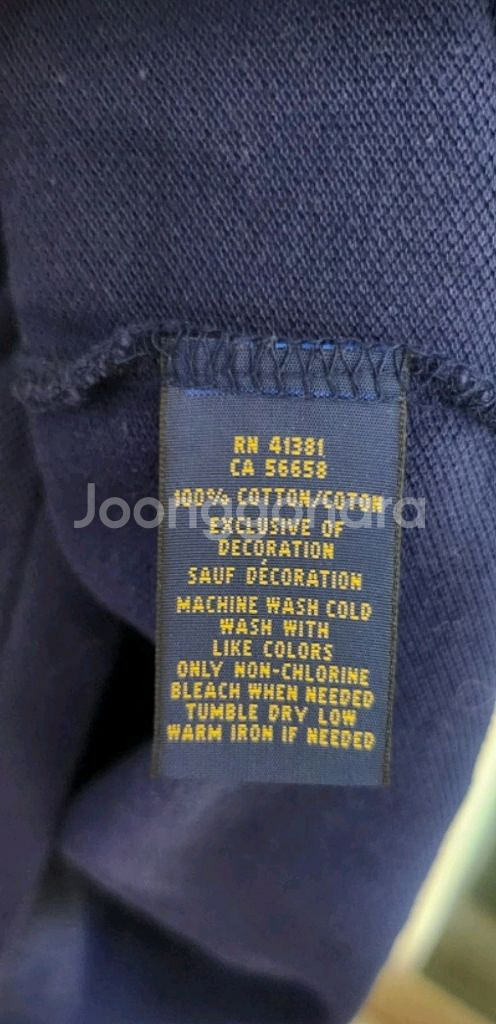 RN 41381
CA 56658
100% COTTON/COTON
EXCLUSIVE OF
DECORATION
SAUF DÉCORATION
MACHINE WASH COLD
WASH WITH
LIKE COLORS
ONLY NON-CHLORINE
BLEACH WHEN NEEDED
TUMBLE DRY LOW
WARM IRON IF NEEDED
Joonggonara